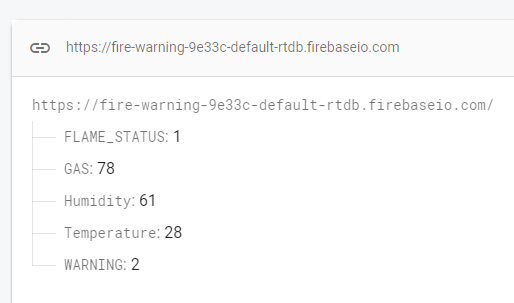 https://fire-warning-9e33c-default-rtdb.firebaseio.com
https://fire-warning-9e33c-default-rtdb.firebaseio.com/
FLAME_STATUS: 1
GAS: 78
Humidity: 61
Temperature: 28
WARNING: 2